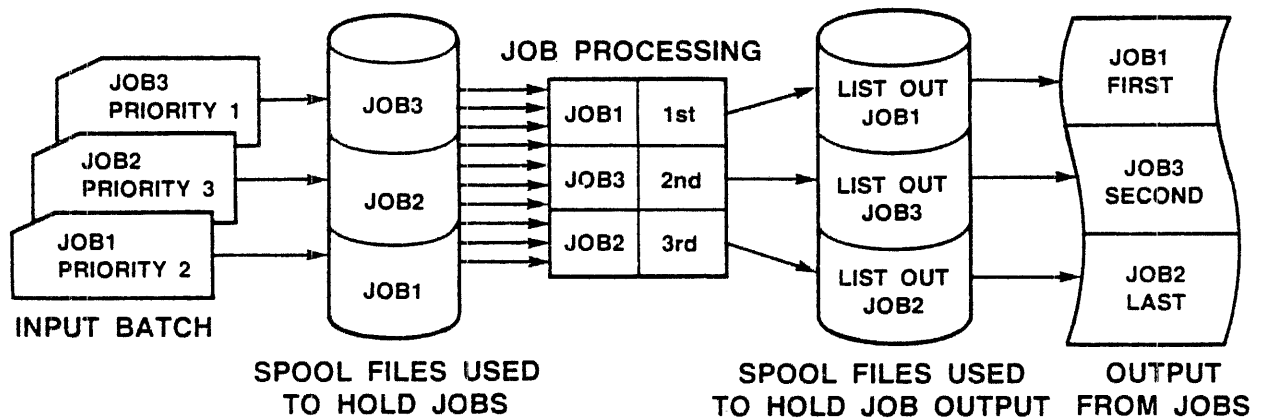 JOB3
PRIORITY 1
JOB2
PRIORITY 3
JOB1
PRIORITY 2
INPUT BATCH
JOB3
JOB2
JOB1
SPOOL FILES USED
TO HOLD JOBS
JOB PROCESSING
JOB1 1st
JOB3 2nd
JOB2 3rd
LIST OUT
JOB1
LIST OUT
JOB3
LIST OUT
JOB2
SPOOL FILES USED
TO HOLD JOB OUTPUT
JOB1
FIRST
JOB3
SECOND
JOB2
LAST
OUTPUT
FROM JOBS